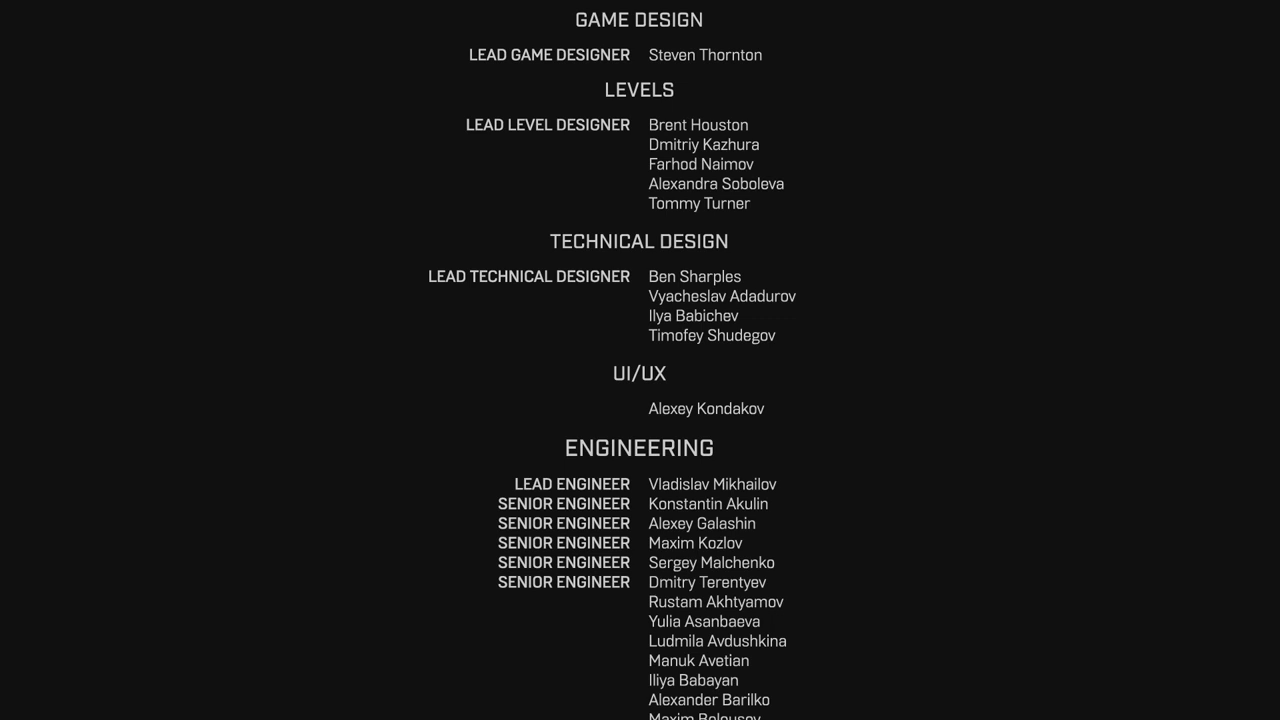 GAME DESIGN
LEAD GAME DESIGNER Steven Thornton
LEVELS
LEAD LEVEL DESIGNER Brent Houston
Dmitriy Kazhura
Farhod Naimov
Alexandra Soboleva
Tommy Turner
TECHNICAL DESIGN
LEAD TECHNICAL DESIGNER Ben Sharples
Vyacheslav Adadurov
Ilya Babichev
Timofey Shudegov
UI/UX
Alexey Kondakov
ENGINEERING
LEAD ENGINEER Vladislav Mikhailov
SENIOR ENGINEER Konstantin Akulin
SENIOR ENGINEER Alexey Galashin
SENIOR ENGINEER Maxim Kozlov
SENIOR ENGINEER Sergey Malchenko
SENIOR ENGINEER Dmitry Terentyev
Rustam Akhtyamov
Yulia Asanbaeva
Ludmila Avdushkina
Manuk Avetian
Iliya Babayan
Alexander Barilko
Maxim Belousov